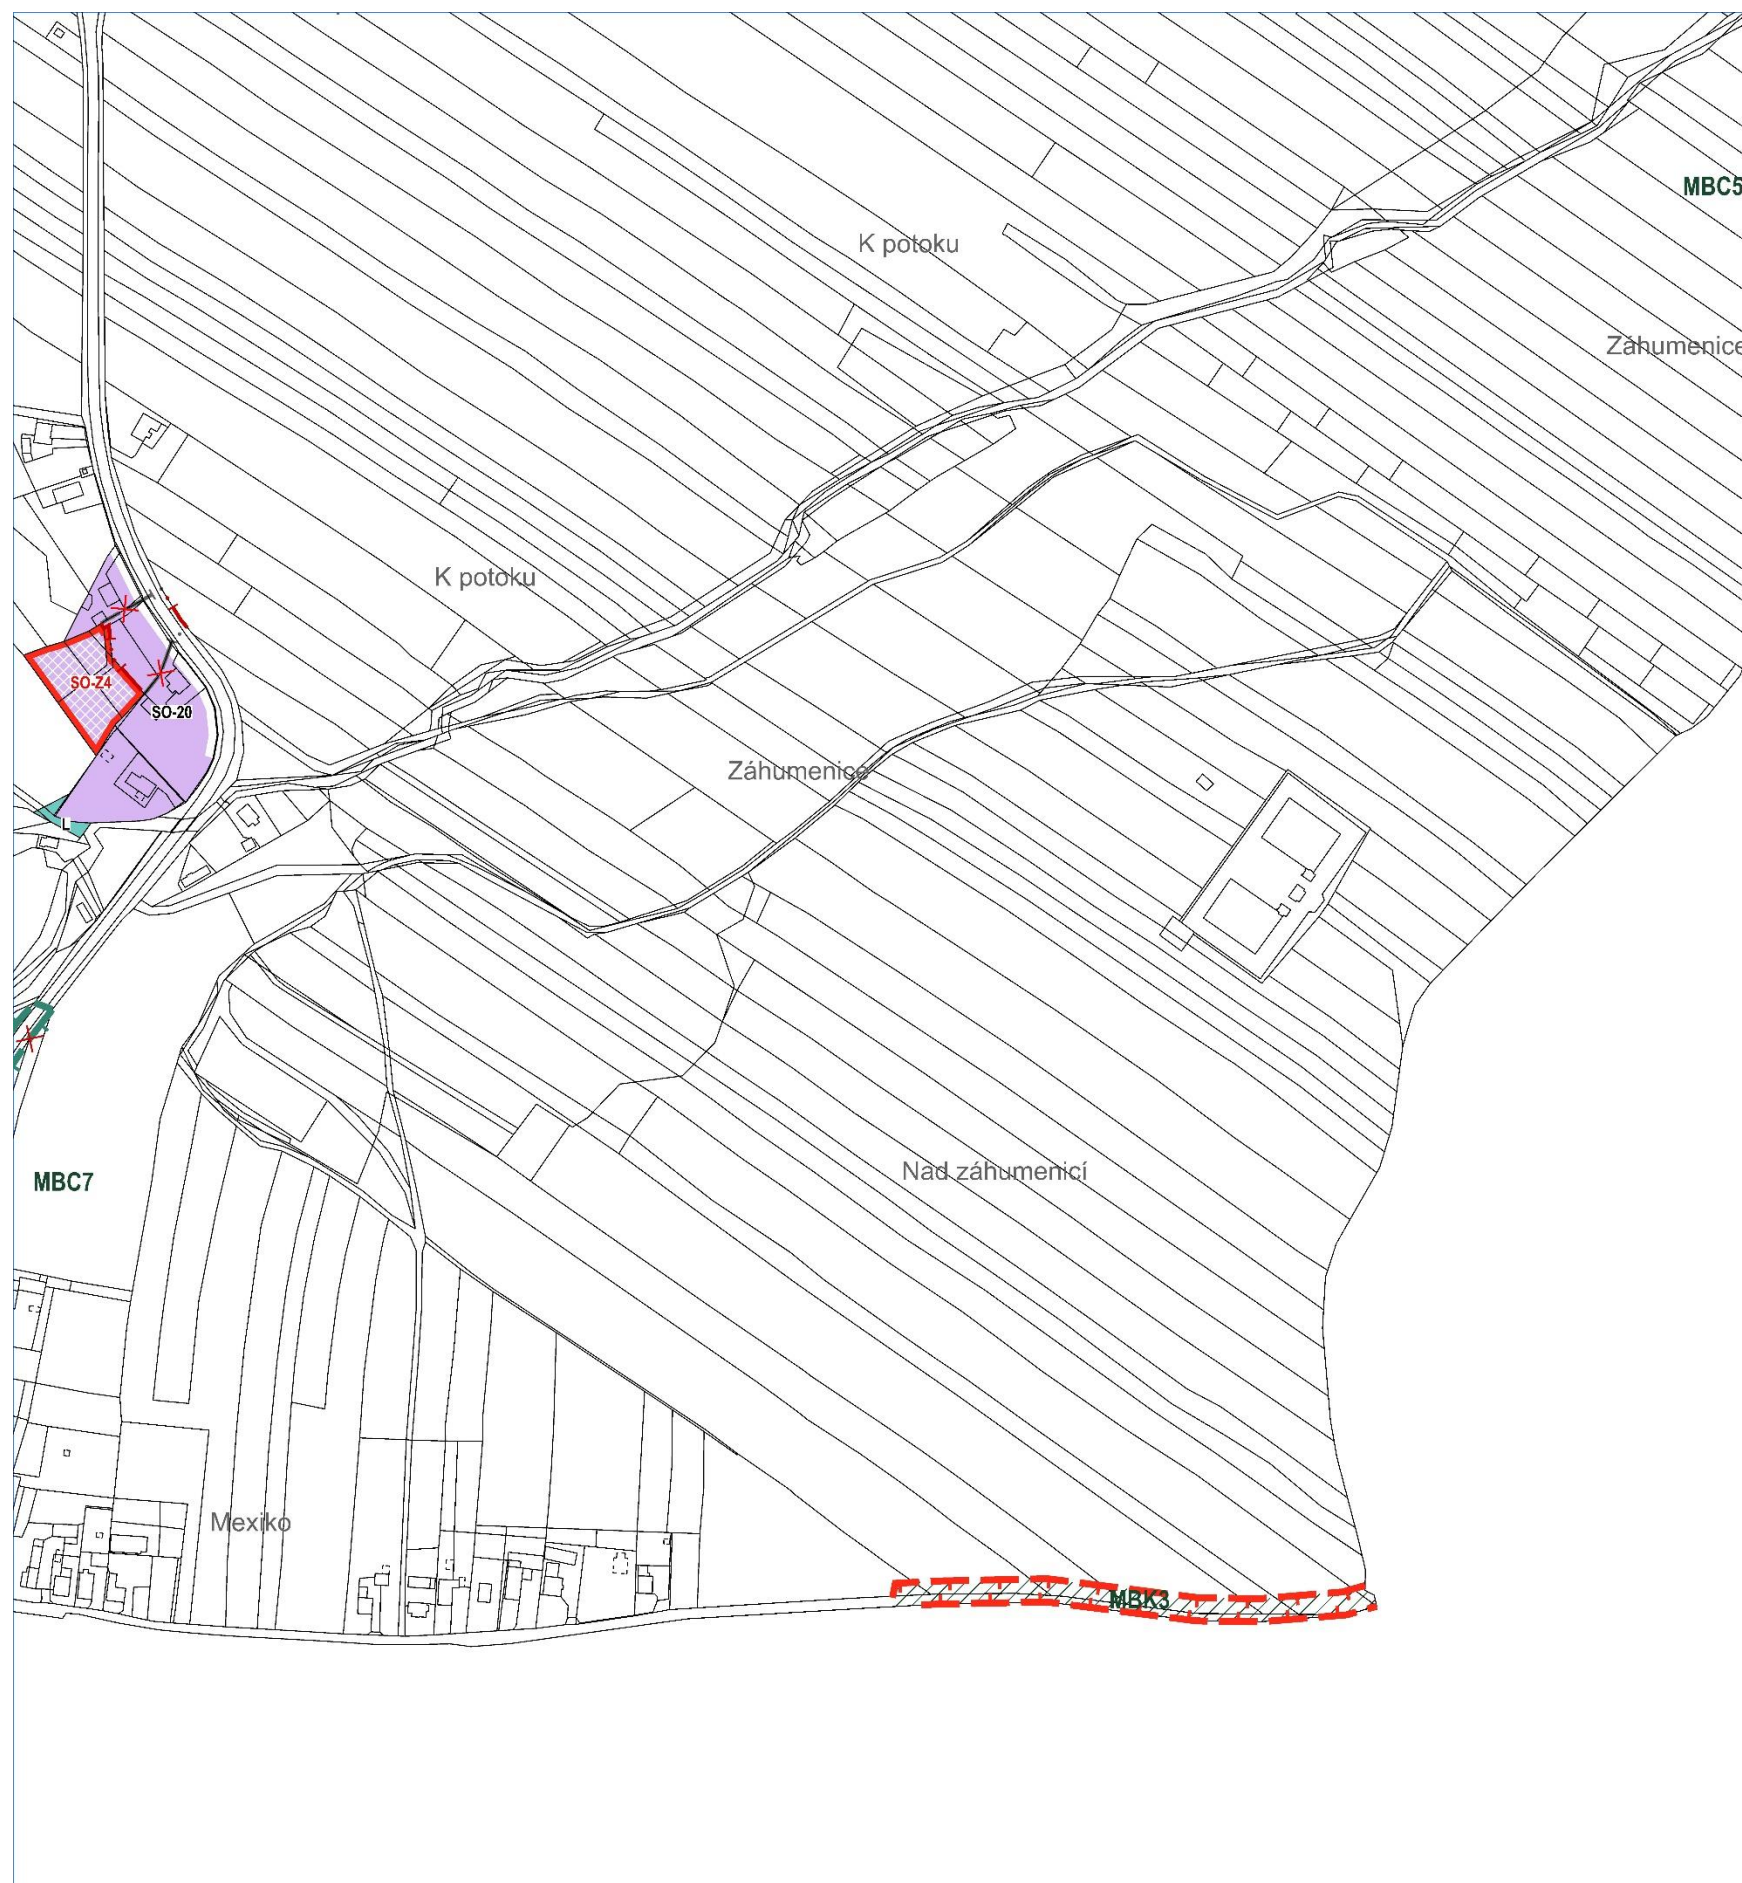 MBC5
K potoku
Záhumenice
K potoku
SO-Z4
SO-20
Záhumenice
L
Nad záhumenicí
MBC7
Mexiko
MBK3